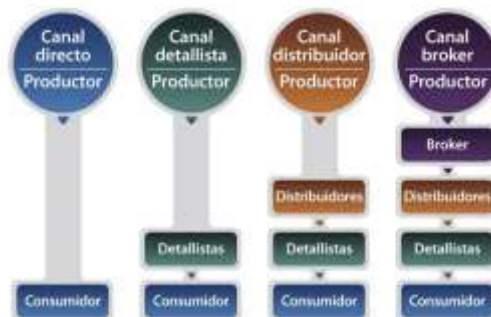 Canal
directo
Productor
Canal
detallista
Productor
Canal
distribuidor
Productor
Canal
broker
Productor
Broker
Distribuidores
Distribuidores
Detallistas
Detallistas
Detallistas
Consumidor
Consumidor
Consumidor
Consumidor